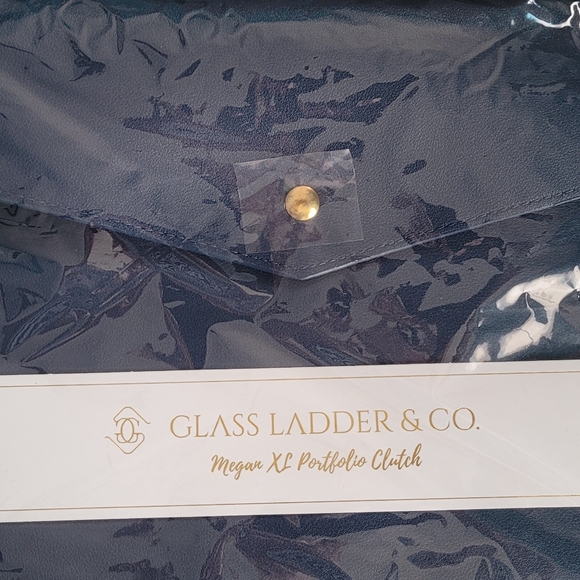 GLASS LADDER & CO.
Megan XL Portfolio Clutch